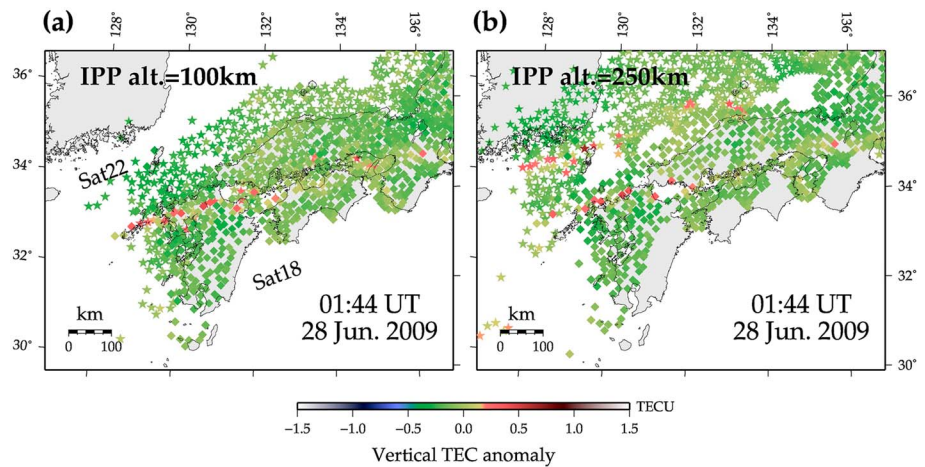 (a)
128°
130°
132°
134°
136°
36°
34°
32°
30°
IPP alt.=100km
Sat22
Sat18
km
0 100
01:44 UT
28 Jun. 2009
(b)
128°
130°
132°
134°
136°
36°
34°
32°
30°
IPP alt.=250km
km
0 100
01:44 UT
28 Jun. 2009
−1.5 −1.0 −0.5 0.0 0.5 1.0 1.5
TECU
Vertical TEC anomaly